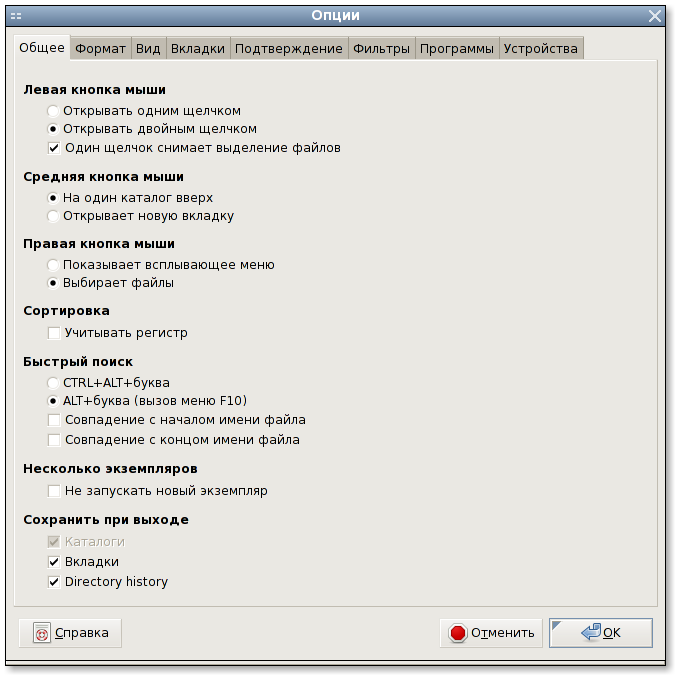 Опции
Общее Формат Вид Вкладки Подтверждение Фильтры Программы Устройства
Левая кнопка мыши
Открывать одним щелчком
Открывать двойным щелчком
Один щелчок снимает выделение файлов
Средняя кнопка мыши
На один каталог вверх
Открывает новую вкладку
Правая кнопка мыши
Показывает всплывающее меню
Выбирает файлы
Сортировка
Учитывать регистр
Быстрый поиск
CTRL+ALT+буква
ALT+буква (вызов меню F10)
Совпадение с началом имени файла
Совпадение с концом имени файла
Несколько экземпляров
Не запускать новый экземпляр
Сохранить при выходе
Каталоги
Вкладки
Directory history
Справка Отменить OK